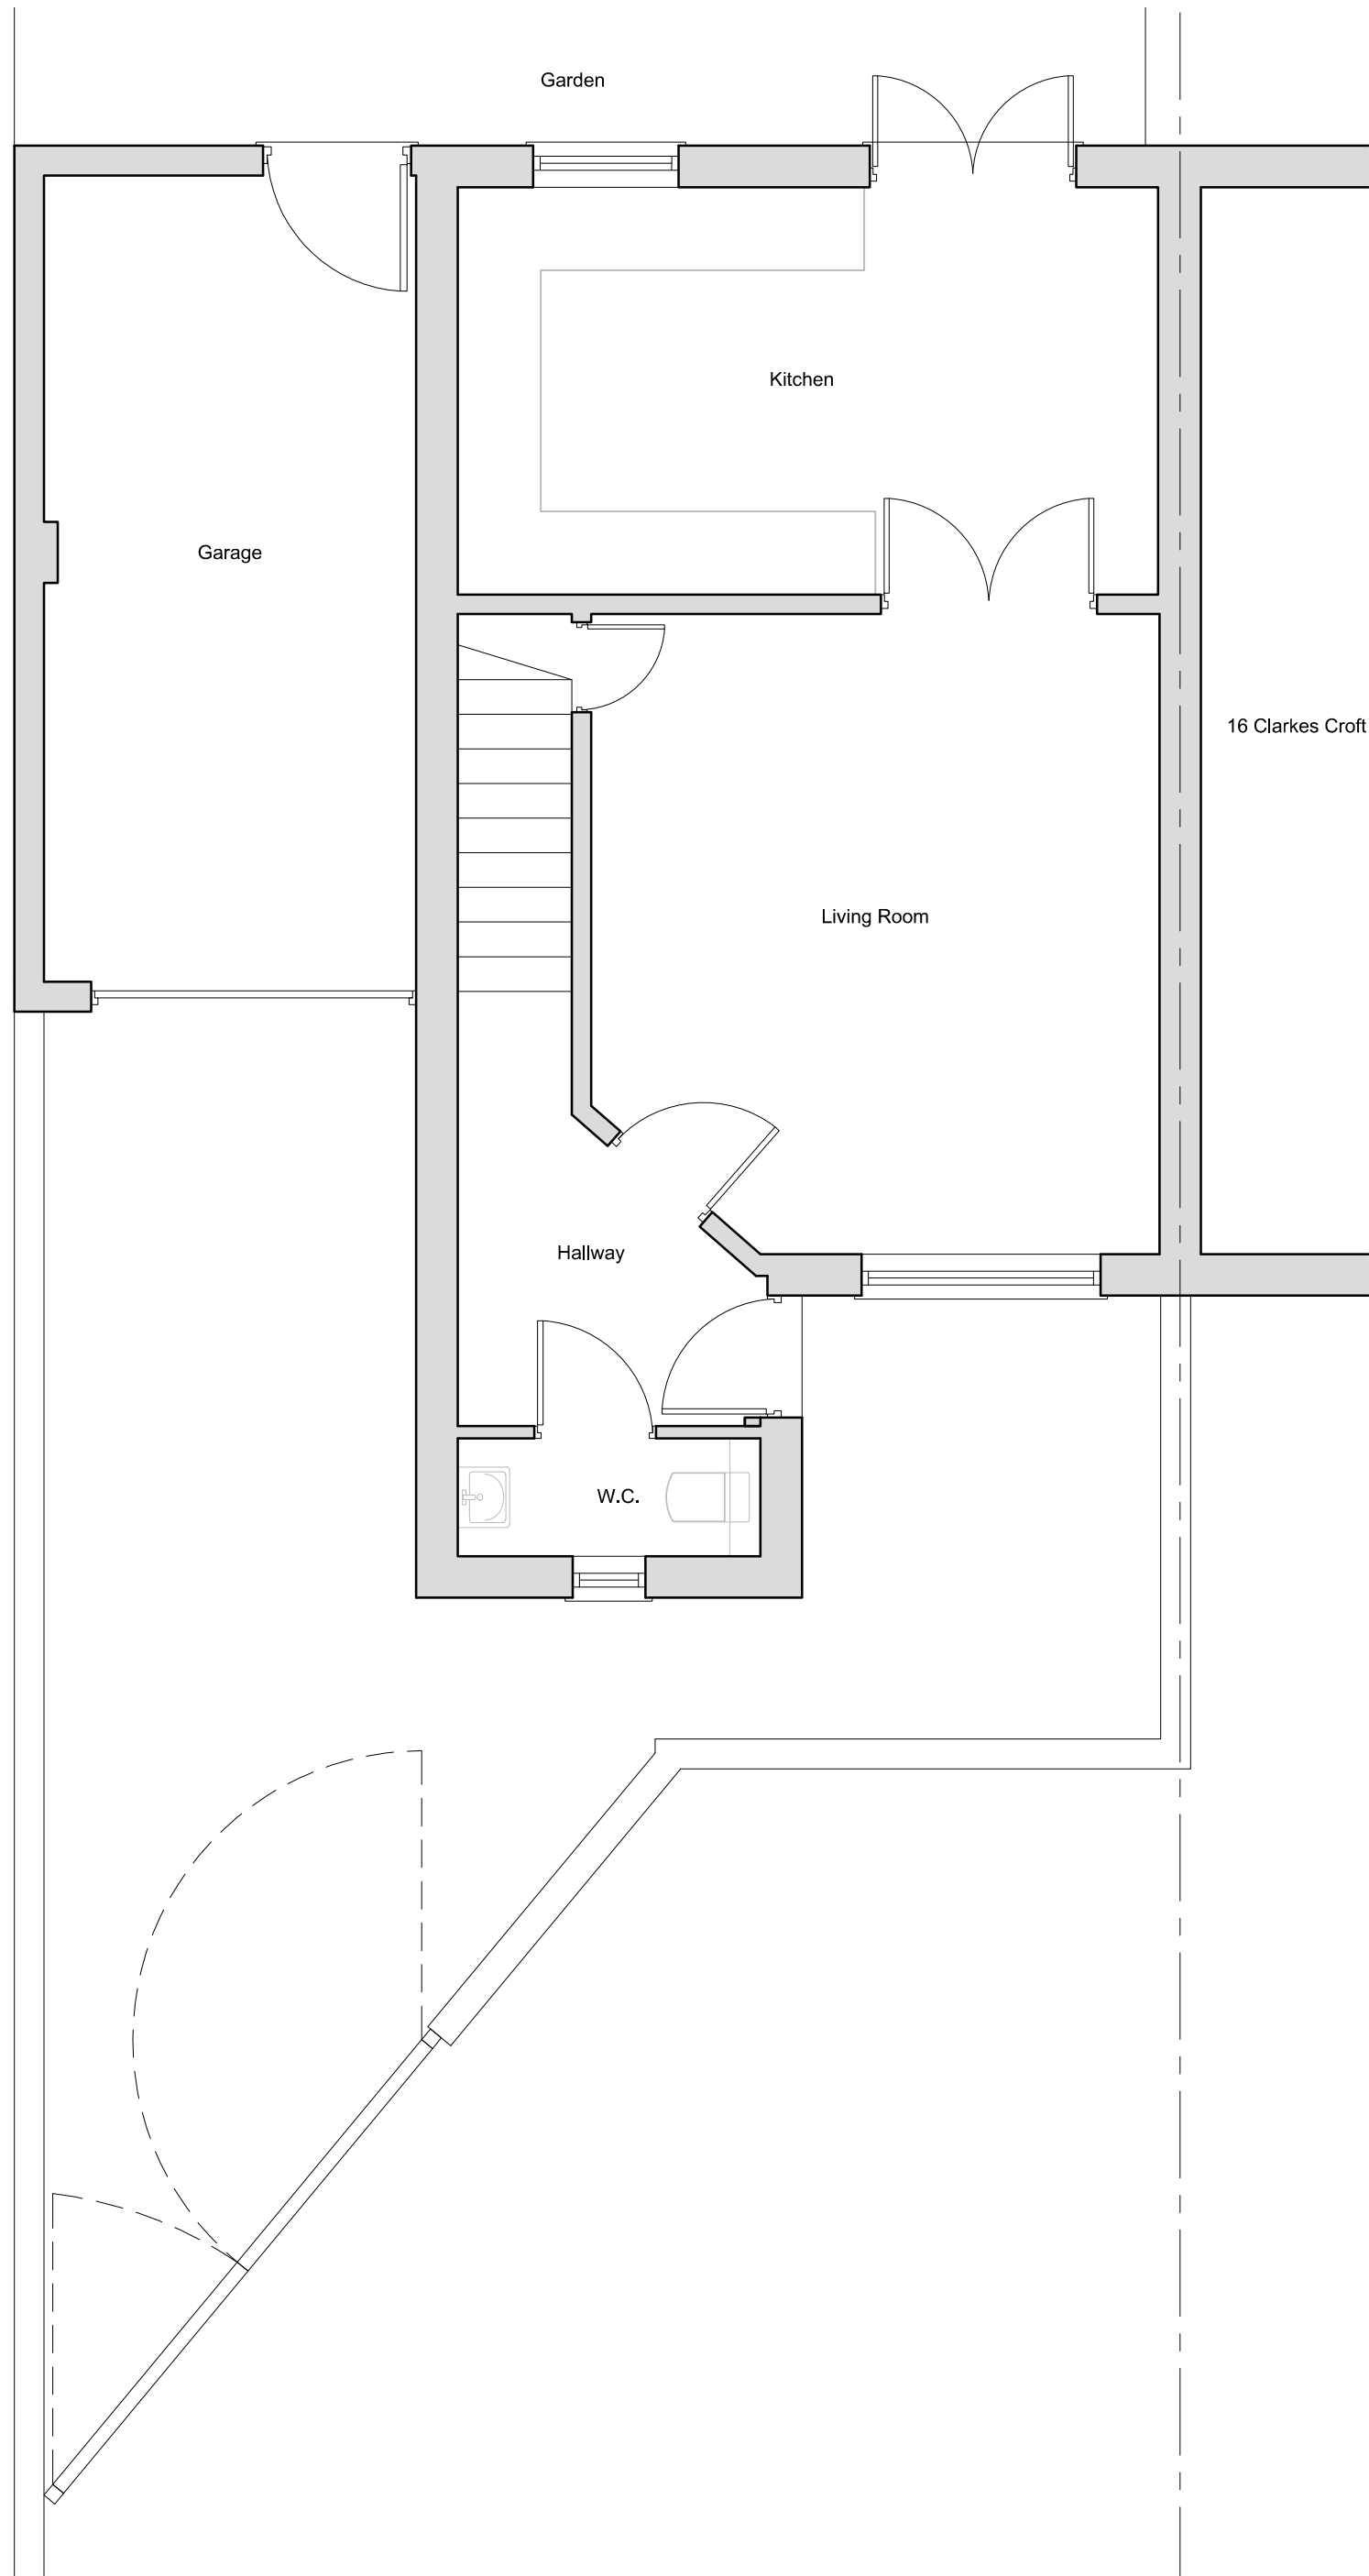 Garden
Kitchen
Garage
16 Clarkes Croft
Living Room
Hallway
W.C.